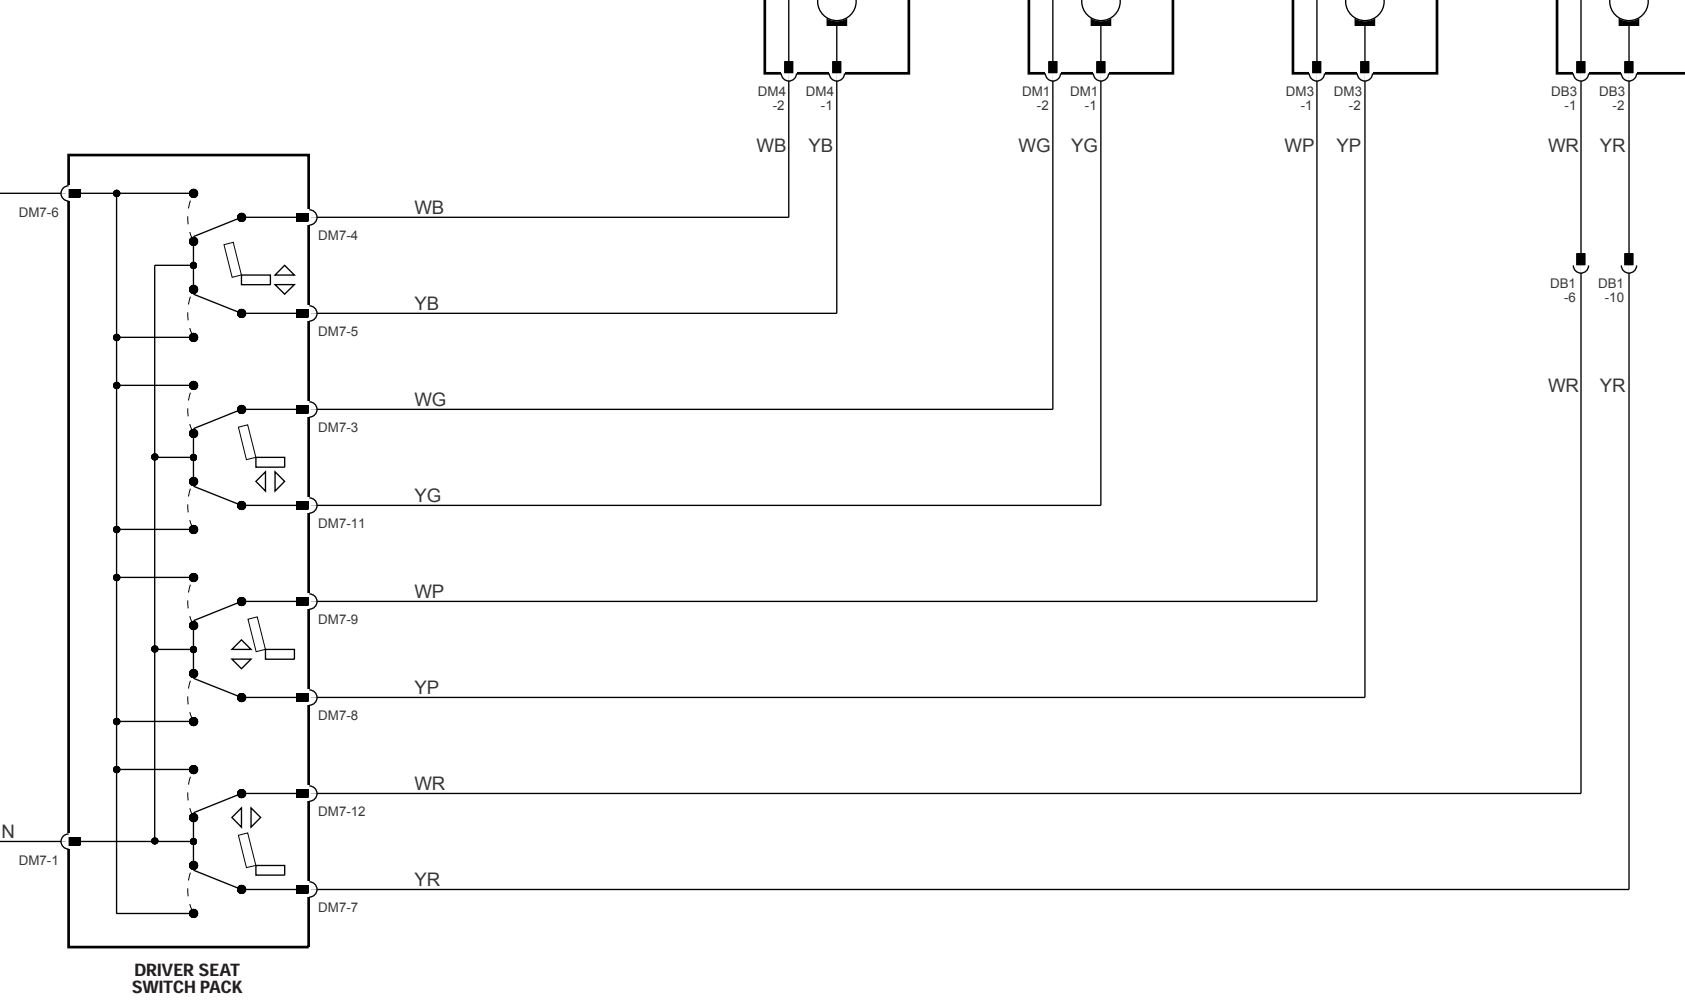 DM4 DM4 DM1 DM1 DM3 DM3 DB3 DB3
-2 -1 -2 -1 -1 -2 -1 -2
WB YB WG YG WP YP WR YR
DM7-6
WB
DM7-4
DB1 DB1
-6 -10
YB
DM7-5
WR YR
WG
DM7-3
YG
DM7-11
WP
DM7-9
YP
DM7-8
WR
DM7-12
N
DM7-1
YR
DM7-7
DRIVER SEAT
SWITCH PACK